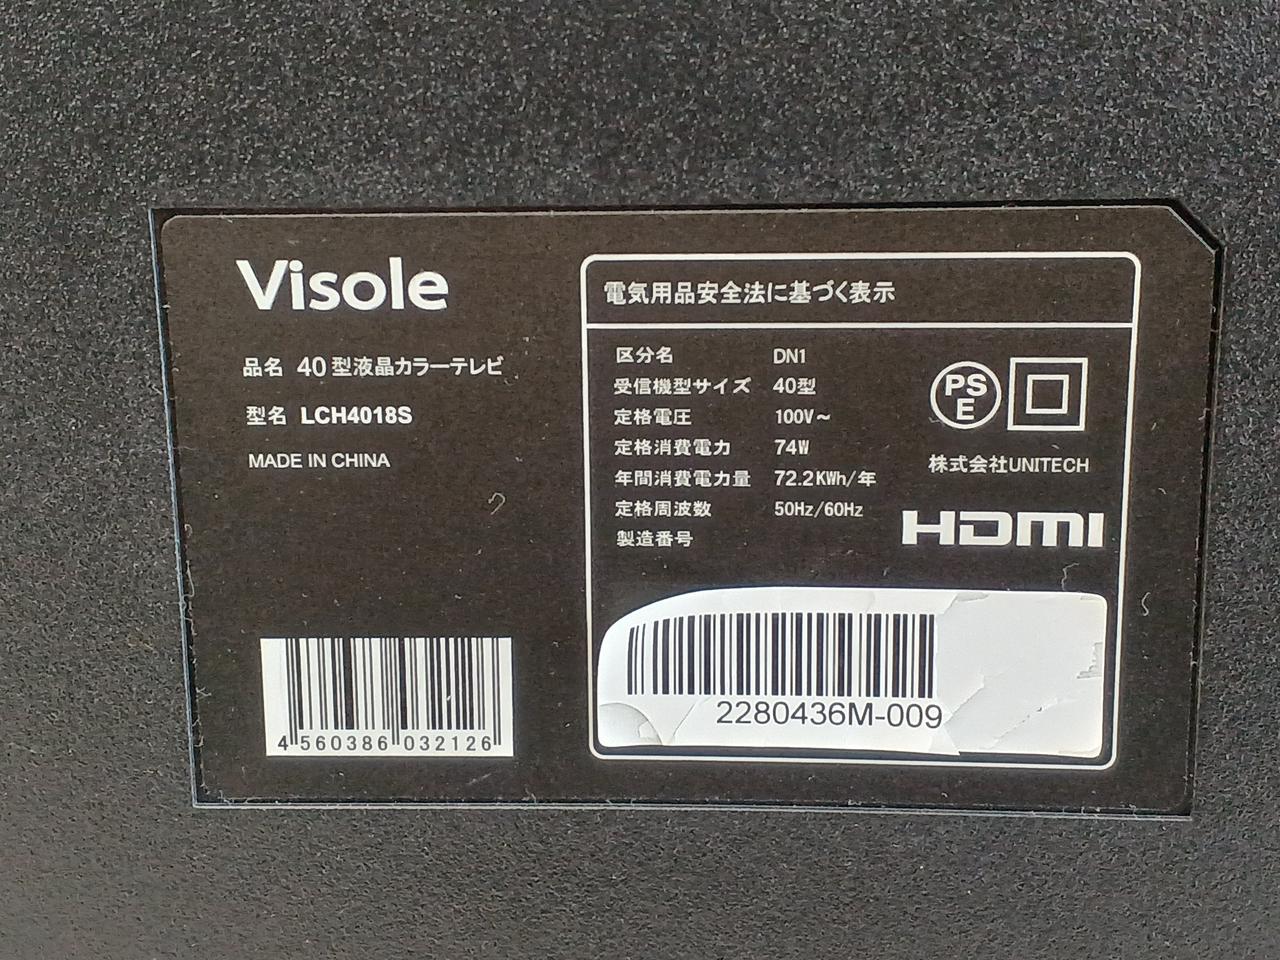 Visole
品名 40型液晶カラーテレビ
型名 LCH4018S
MADE IN CHINA
4 560386 032126
電気用品安全法に基づく表示
区分名 DN1
受信機型サイズ 40型
定格電圧 100V~
定格消費電力 74W
年間消費電力量 72.2KWh/年
定格周波数 50Hz/60Hz
製造番号
PS
E
株式会社UNITECH
HDMI
2280436M-009